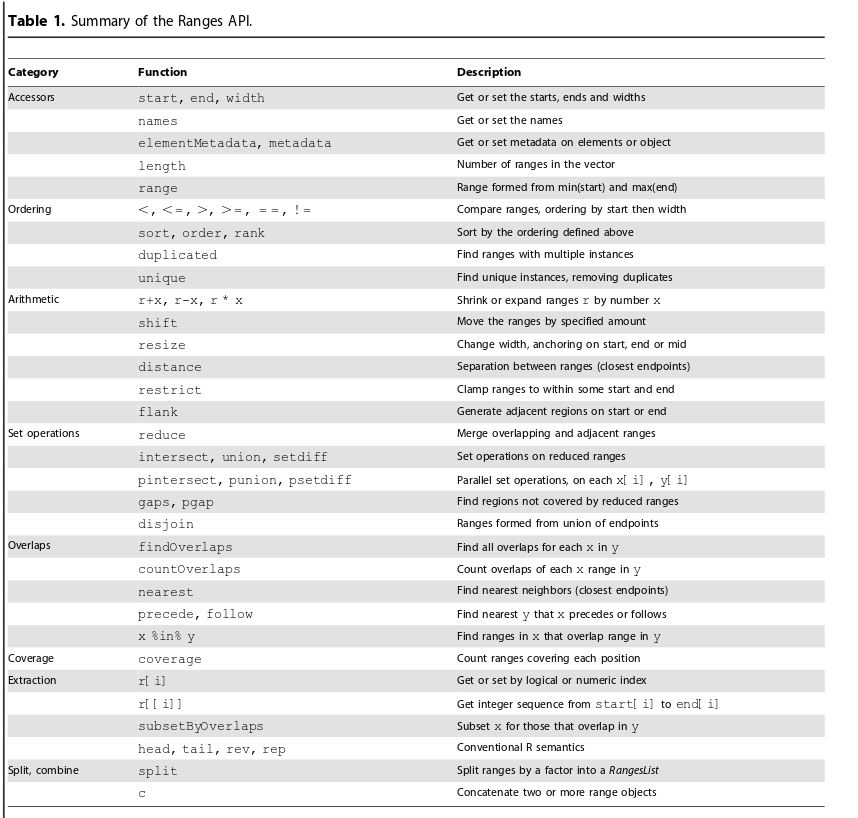 Table 1. Summary of the Ranges API.
Category Function Description
Accessors start, end, width Get or set the starts, ends and widths
names Get or set the names
elementMetadata, metadata Get or set metadata on elements or object
length Number of ranges in the vector
range Range formed from min(start) and max(end)
Ordering <, <=, >, >=, ==, != Compare ranges, ordering by start then width
sort, order, rank Sort by the ordering defined above
duplicated Find ranges with multiple instances
unique Find unique instances, removing duplicates
Arithmetic r+x, r-x, r * x Shrink or expand ranges r by number x
shift Move the ranges by specified amount
resize Change width, anchoring on start, end or mid
distance Separation between ranges (closest endpoints)
restrict Clamp ranges to within some start and end
flank Generate adjacent regions on start or end
Set operations reduce Merge overlapping and adjacent ranges
intersect, union, setdiff Set operations on reduced ranges
pintersect, punion, psetdiff Parallel set operations, on each x[i], y[i]
gaps, pgap Find regions not covered by reduced ranges
disjoin Ranges formed from union of endpoints
Overlaps findOverlaps Find all overlaps for each x in y
countOverlaps Count overlaps of each x range in y
nearest Find nearest neighbors (closest endpoints)
precede, follow Find nearest y that x precedes or follows
x %in% y Find ranges in x that overlap range in y
Coverage coverage Count ranges covering each position
Extraction r[i] Get or set by logical or numeric index
r[[i]] Get integer sequence from start[i] to end[i]
subsetByOverlaps Subset x for those that overlap in y
head, tail, rev, rep Conventional R semantics
Split, combine split Split ranges by a factor into a RangesList
c Concatenate two or more range objects